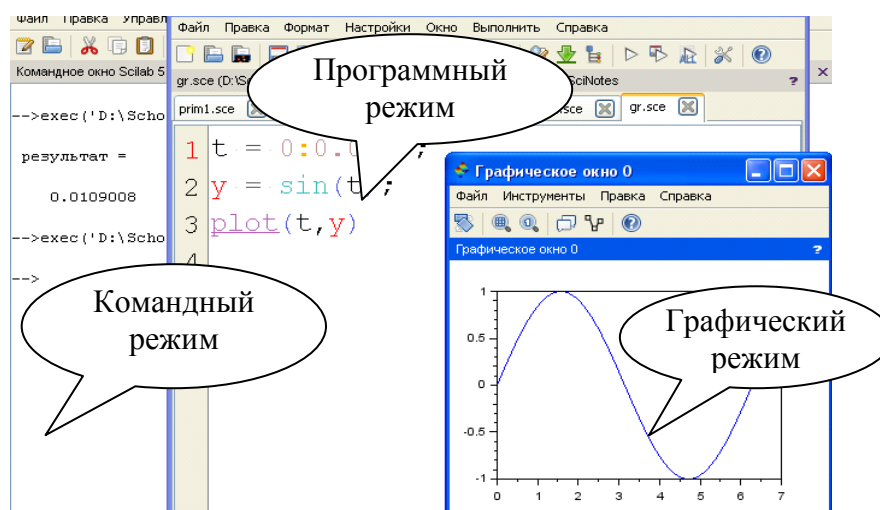 Файл Правка Управл
Командное окно Scilab 5
-->exec('D:\Scho
результат =
0.0109008
-->exec('D:\Scho
-->
Командный
режим
Файл Правка Формат Настройки Окно Выполнить Справка
gr.sce (D:\Sc
SciNotes
?
prim1.sce
.sce
gr.sce
Программный
режим
1 t = 0:0.0 ;
2 y = sin(t ;
3 plot(t,y)
4
Графическое окно 0
Файл Инструменты Правка Справка
Графическое окно 0 ?
1
0.5
0
-0.5
-1
0 1 2 3 4 5 6 7
Графический
режим